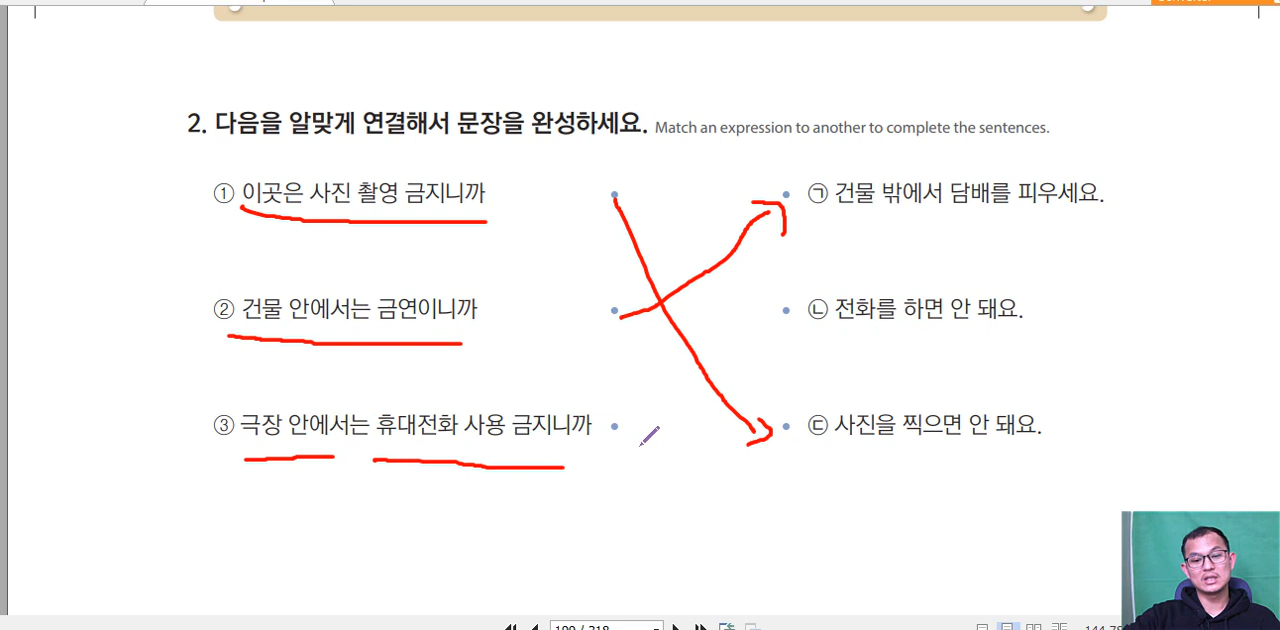 2. 다음을 알맞게 연결해서 문장을 완성하세요. Match an expression to another to complete the sentences.
① 이곳은 사진 촬영 금지니까
㉠ 건물 밖에서 담배를 피우세요.
② 건물 안에서는 금연이니까
㉡ 전화를 하면 안 돼요.
③ 극장 안에서는 휴대전화 사용 금지니까
㉢ 사진을 찍으면 안 돼요.